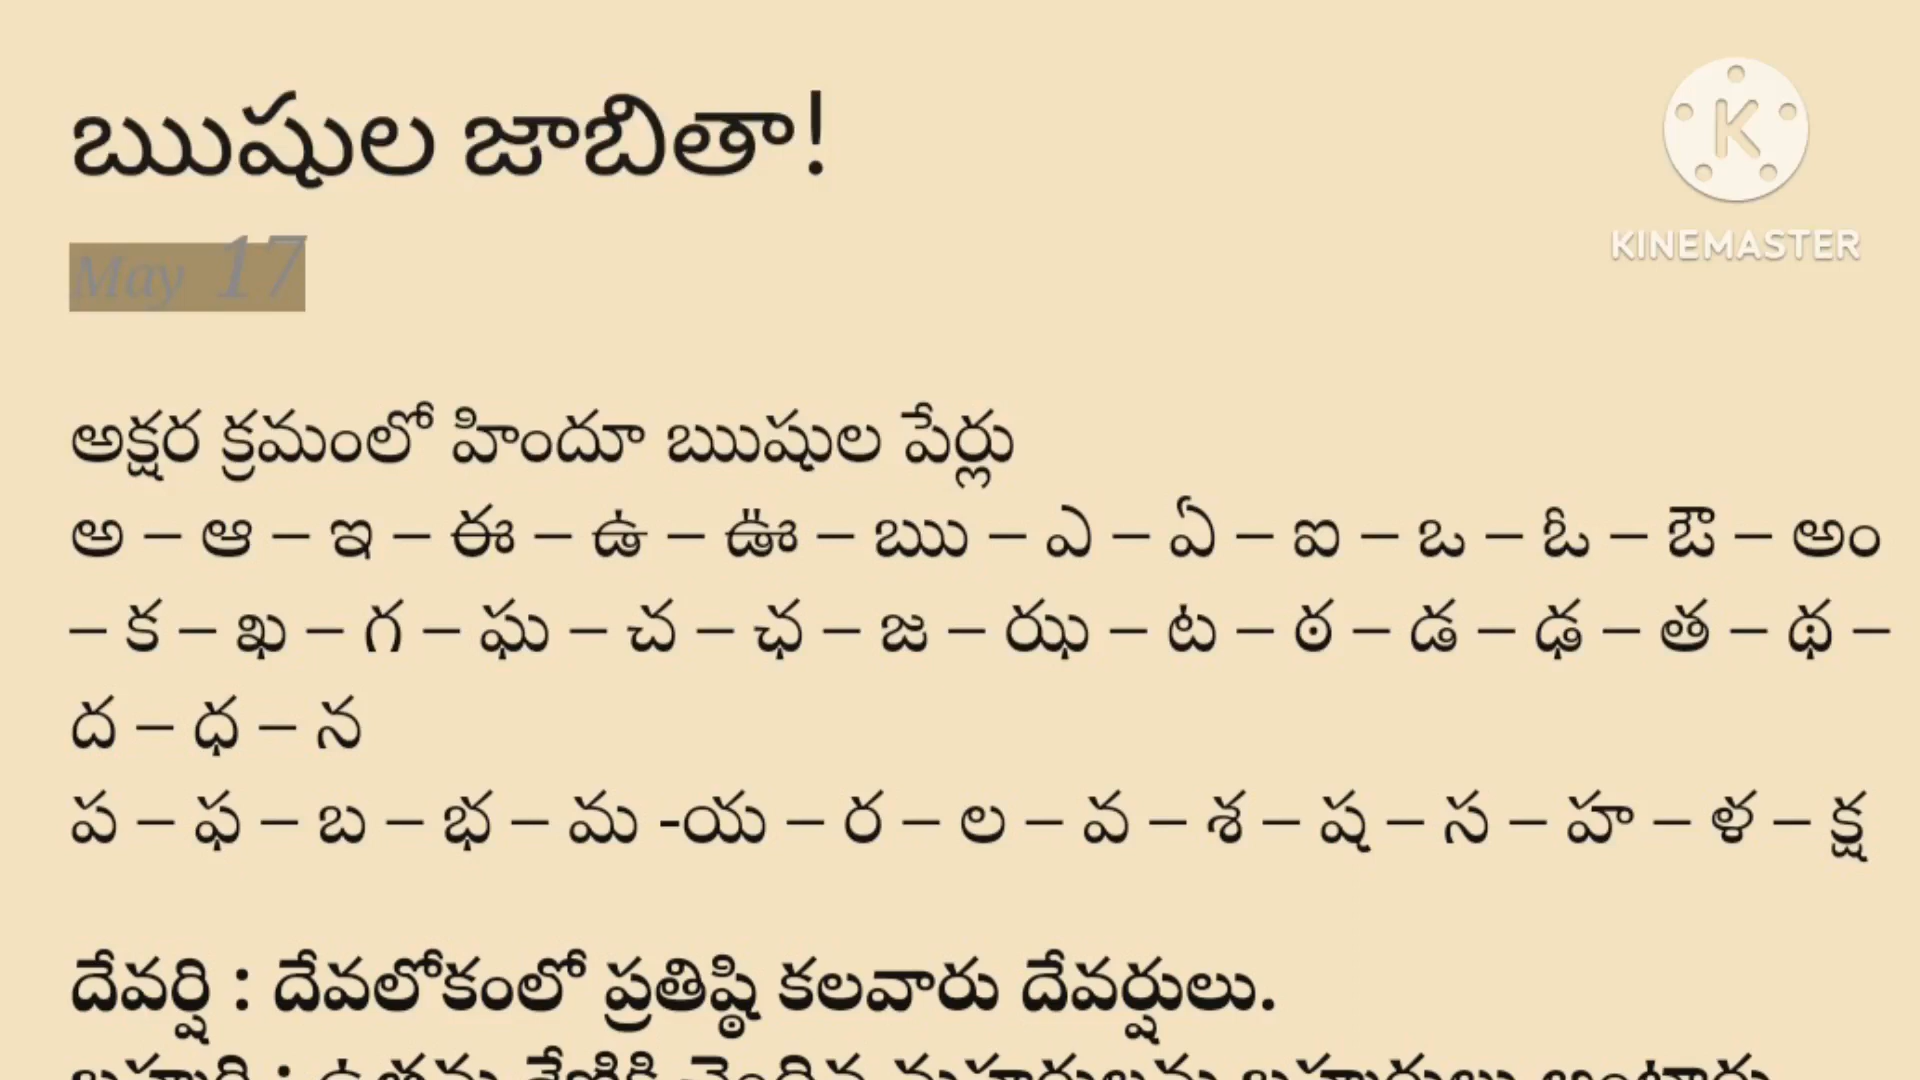 ఋషుల జాబితా!
May 17
KINEMASTER
అక్షర క్రమంలో హిందూ ఋషుల పేర్లు
అ – ఆ – ఇ – ఈ – ఉ – ఊ – ఋ – ఎ – ఏ – ఐ – ఒ – ఓ – ఔ – అం
– క – ఖ – గ – ఘ – చ – ఛ – జ – ఝ – ట – ఠ – డ – ఢ – త – థ –
ద – ధ – న
ప – ఫ – బ – భ – మ -య – ర – ల – వ – శ – ష – స – హ – ళ – క్ష
దేవర్షి : దేవలోకంలో ప్రతిష్ఠి కలవారు దేవర్షులు.